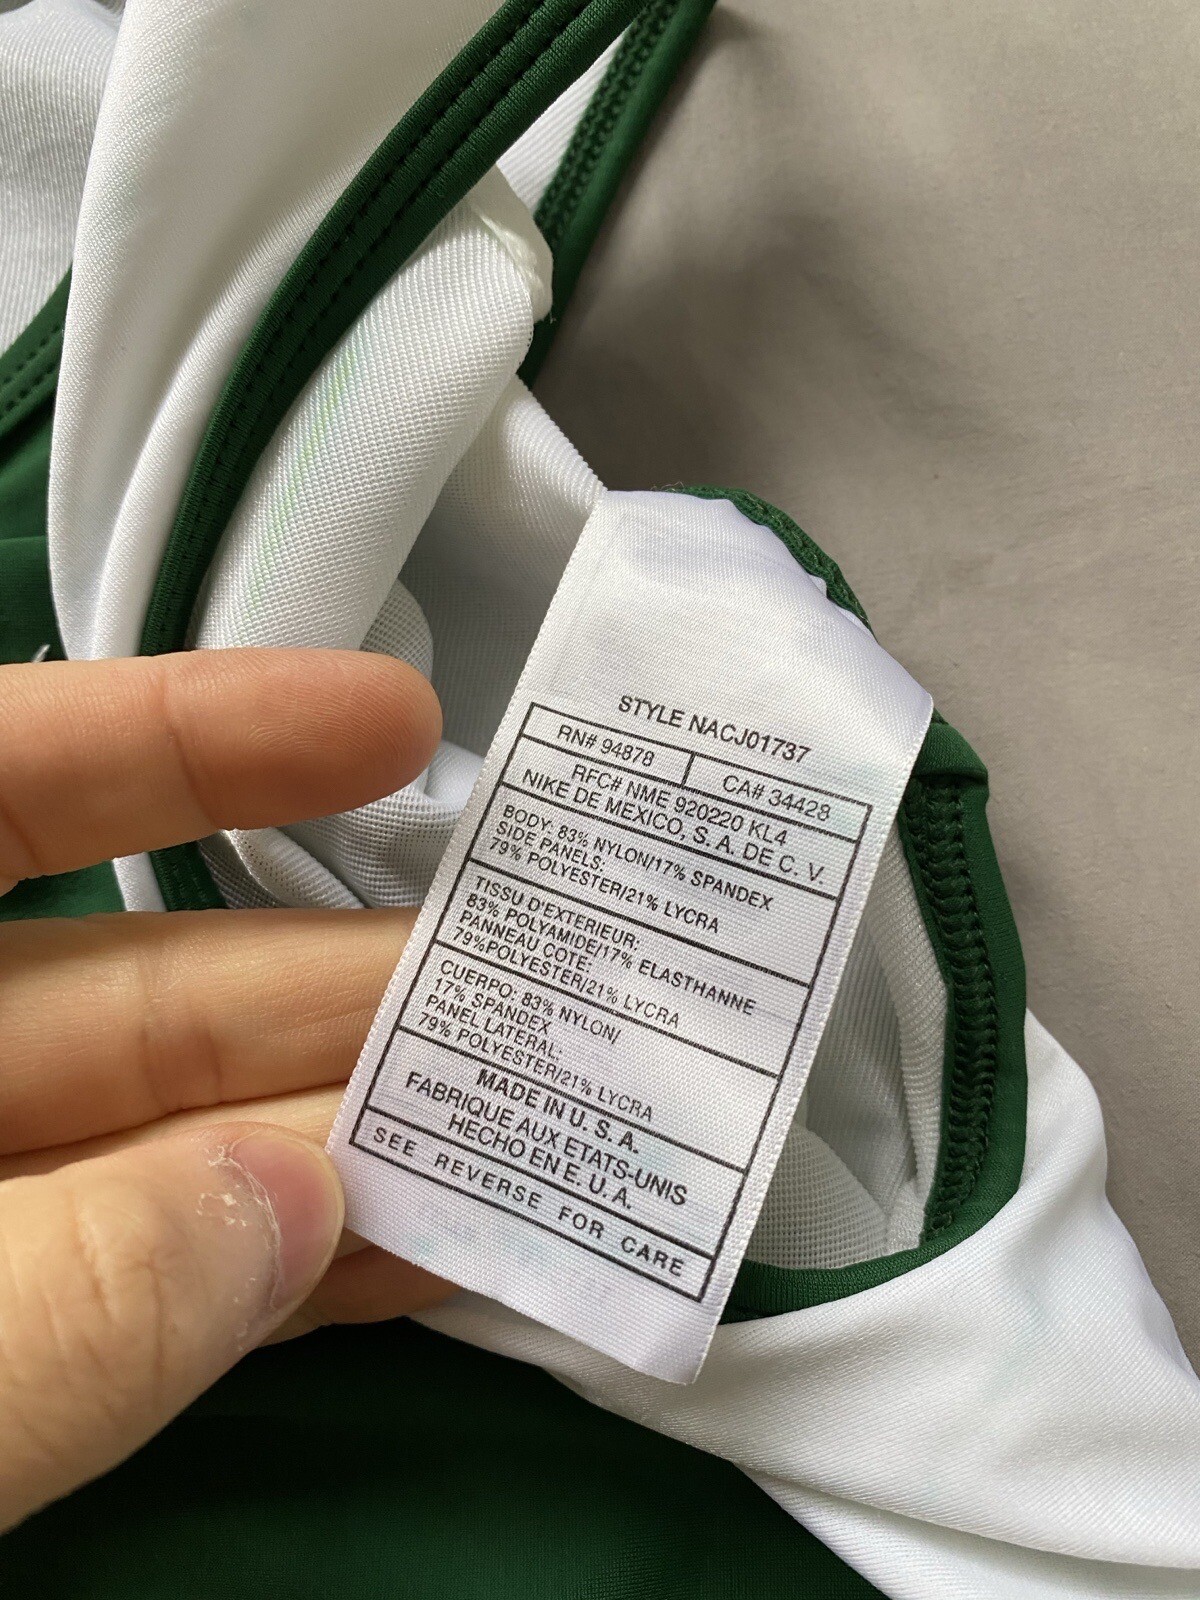 STYLE NACJ01737
RN# 94878
CA# 34428
RFC# NME 920220 KL4
NIKE DE MEXICO, S. A. DE C. V.
BODY: 83% NYLON/17% SPANDEX
SIDE PANELS:
79% POLYESTER/21% LYCRA
TISSU D'EXTERIEUR:
83% POLYAMIDE/17% ELASTHANNE
PANNEAU COTE:
79%POLYESTER/21% LYCRA
CUERPO: 83% NYLON/
17% SPANDEX
PANEL LATERAL:
79% POLYESTER/21% LYCRA
MADE IN U. S. A.
FABRIQUE AUX ETATS-UNIS
HECHO EN E. U. A.
SEE REVERSE FOR CARE